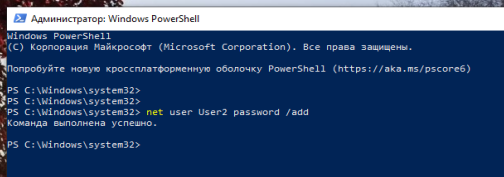 Администратор: Windows PowerShell
Windows PowerShell
(C) Корпорация Майкрософт (Microsoft Corporation). Все права защищены.
Попробуйте новую кроссплатформенную оболочку PowerShell (https://aka.ms/pscore6)
PS C:\Windows\system32>
PS C:\Windows\system32>
PS C:\Windows\system32> net user User2 password /add
Команда выполнена успешно.
PS C:\Windows\system32>